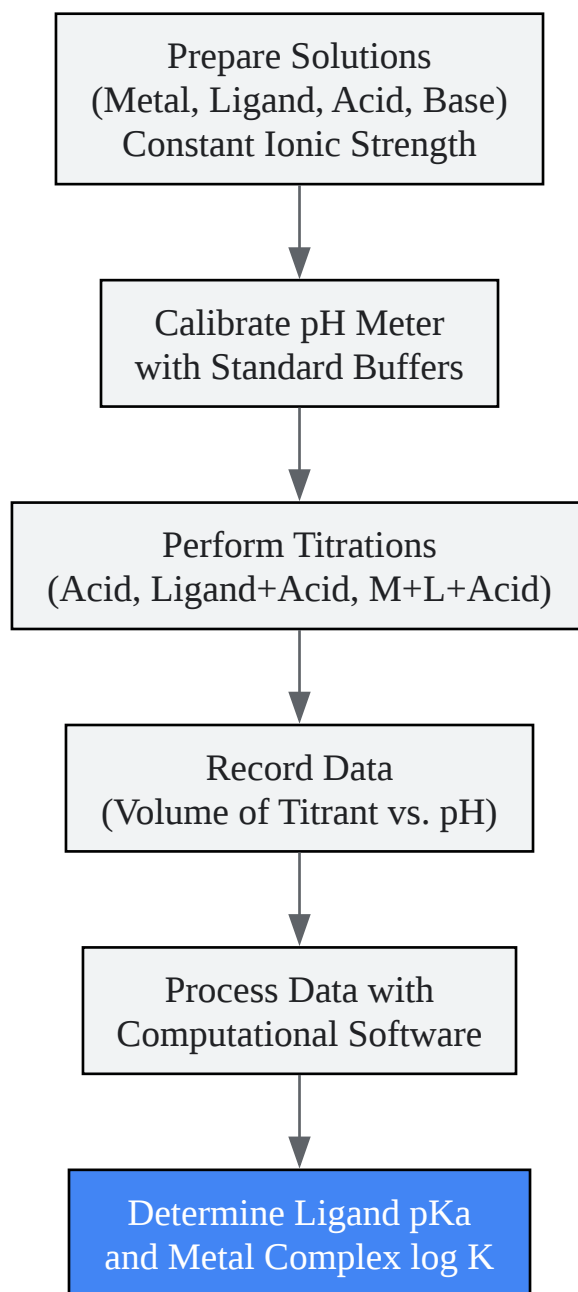 Prepare Solutions
(Metal, Ligand, Acid, Base)
Constant Ionic Strength
Calibrate pH Meter
with Standard Buffers
Perform Titrations
(Acid, Ligand+Acid, M+L+Acid)
Record Data
(Volume of Titrant vs. pH)
Process Data with
Computational Software
Determine Ligand pKa
and Metal Complex log K